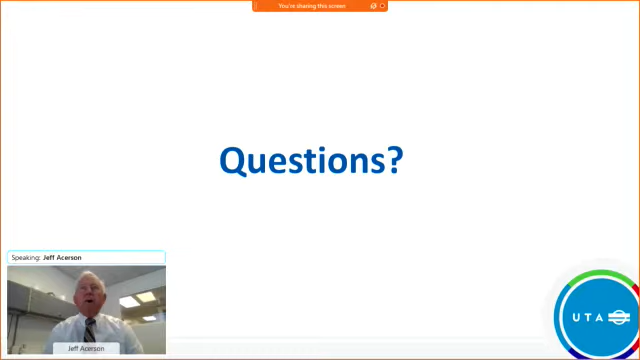 You're sharing this screen
Questions?
Speaking: Jeff Acerson
Jeff Acerson
UTA